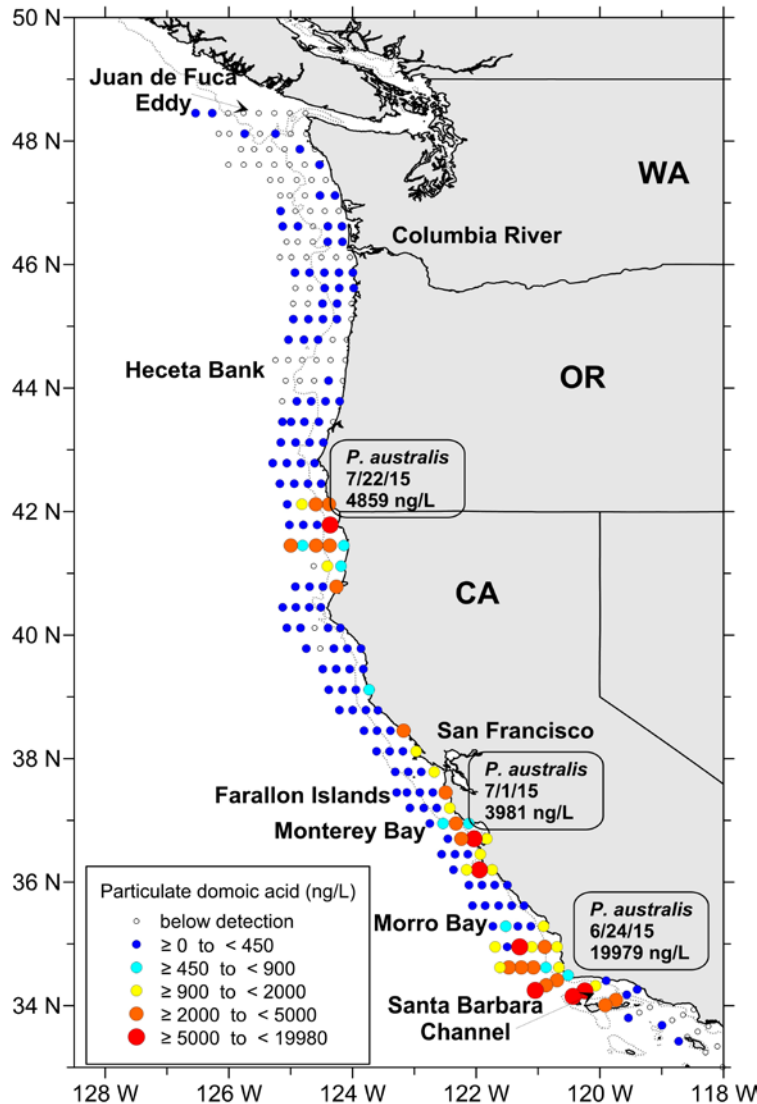 50 N
48 N
46 N
44 N
42 N
40 N
38 N
36 N
34 N
Juan de Fuca
Eddy
WA
Columbia River
Heceta Bank
OR
P. australis
7/22/15
4859 ng/L
CA
San Francisco
P. australis
7/1/15
3981 ng/L
Farallon Islands
Monterey Bay
Morro Bay
P. australis
6/24/15
19979 ng/L
Santa Barbara
Channel
Particulate domoic acid (ng/L)
below detection
≥ 0 to < 450
≥ 450 to < 900
≥ 900 to < 2000
≥ 2000 to < 5000
≥ 5000 to < 19980
128 W 126 W 124 W 122 W 120 W 118 W